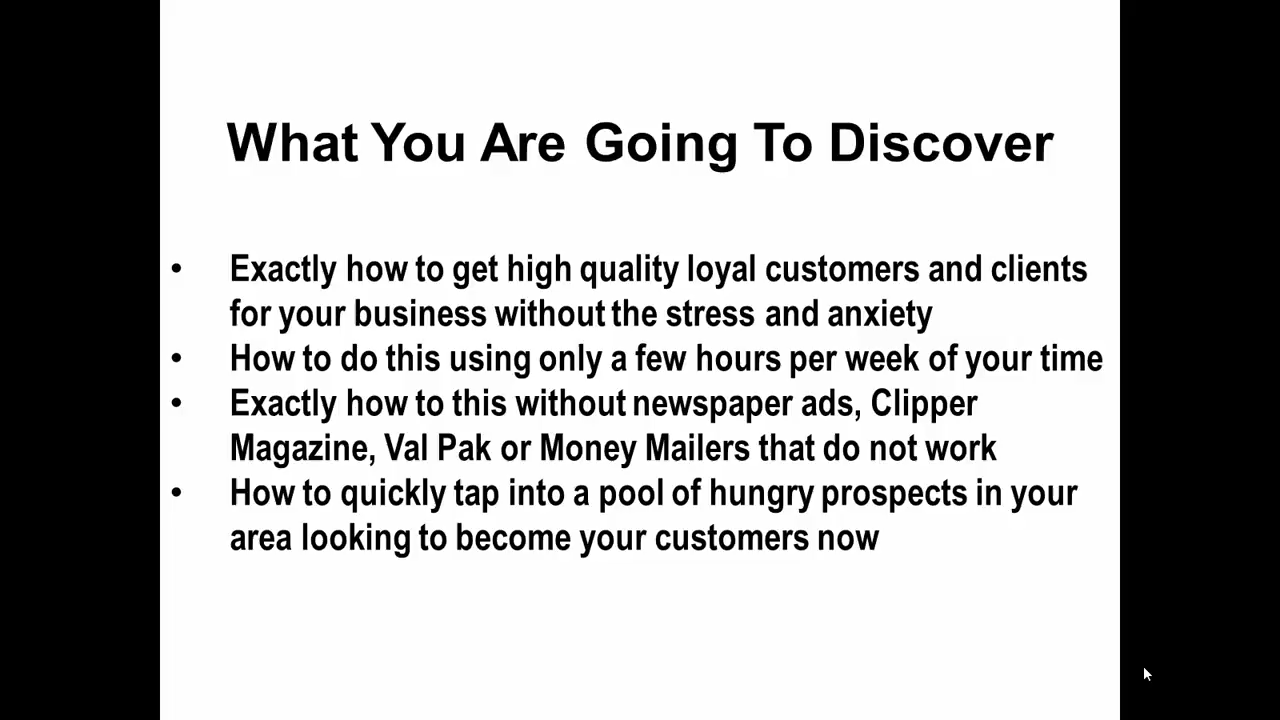 What You Are Going To Discover
• Exactly how to get high quality loyal customers and clients
for your business without the stress and anxiety
• How to do this using only a few hours per week of your time
• Exactly how to this without newspaper ads, Clipper
Magazine, Val Pak or Money Mailers that do not work
• How to quickly tap into a pool of hungry prospects in your
area looking to become your customers now